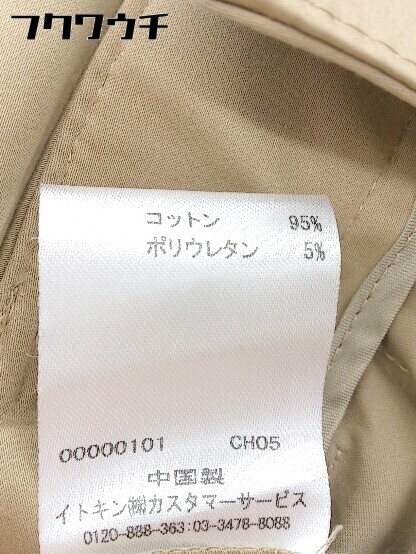 フクワウチ
コットン 95%
ポリウレタン 5%
00000101 CH05
中国製
イトキン㈱カスタマーサービス
0120-888-363:03-3478-8088